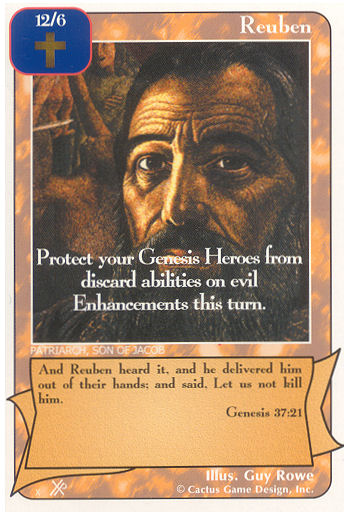 12/6
Reuben
Protect your Genesis Heroes from
discard abilities on evil
Enhancements this turn.
PATRIARCH, SON OF JACOB
And Reuben heard it, and he delivered him
out of their hands; and said, Let us not kill
him.
Genesis 37:21
Illus. Guy Rowe
© Cactus Game Design, Inc.